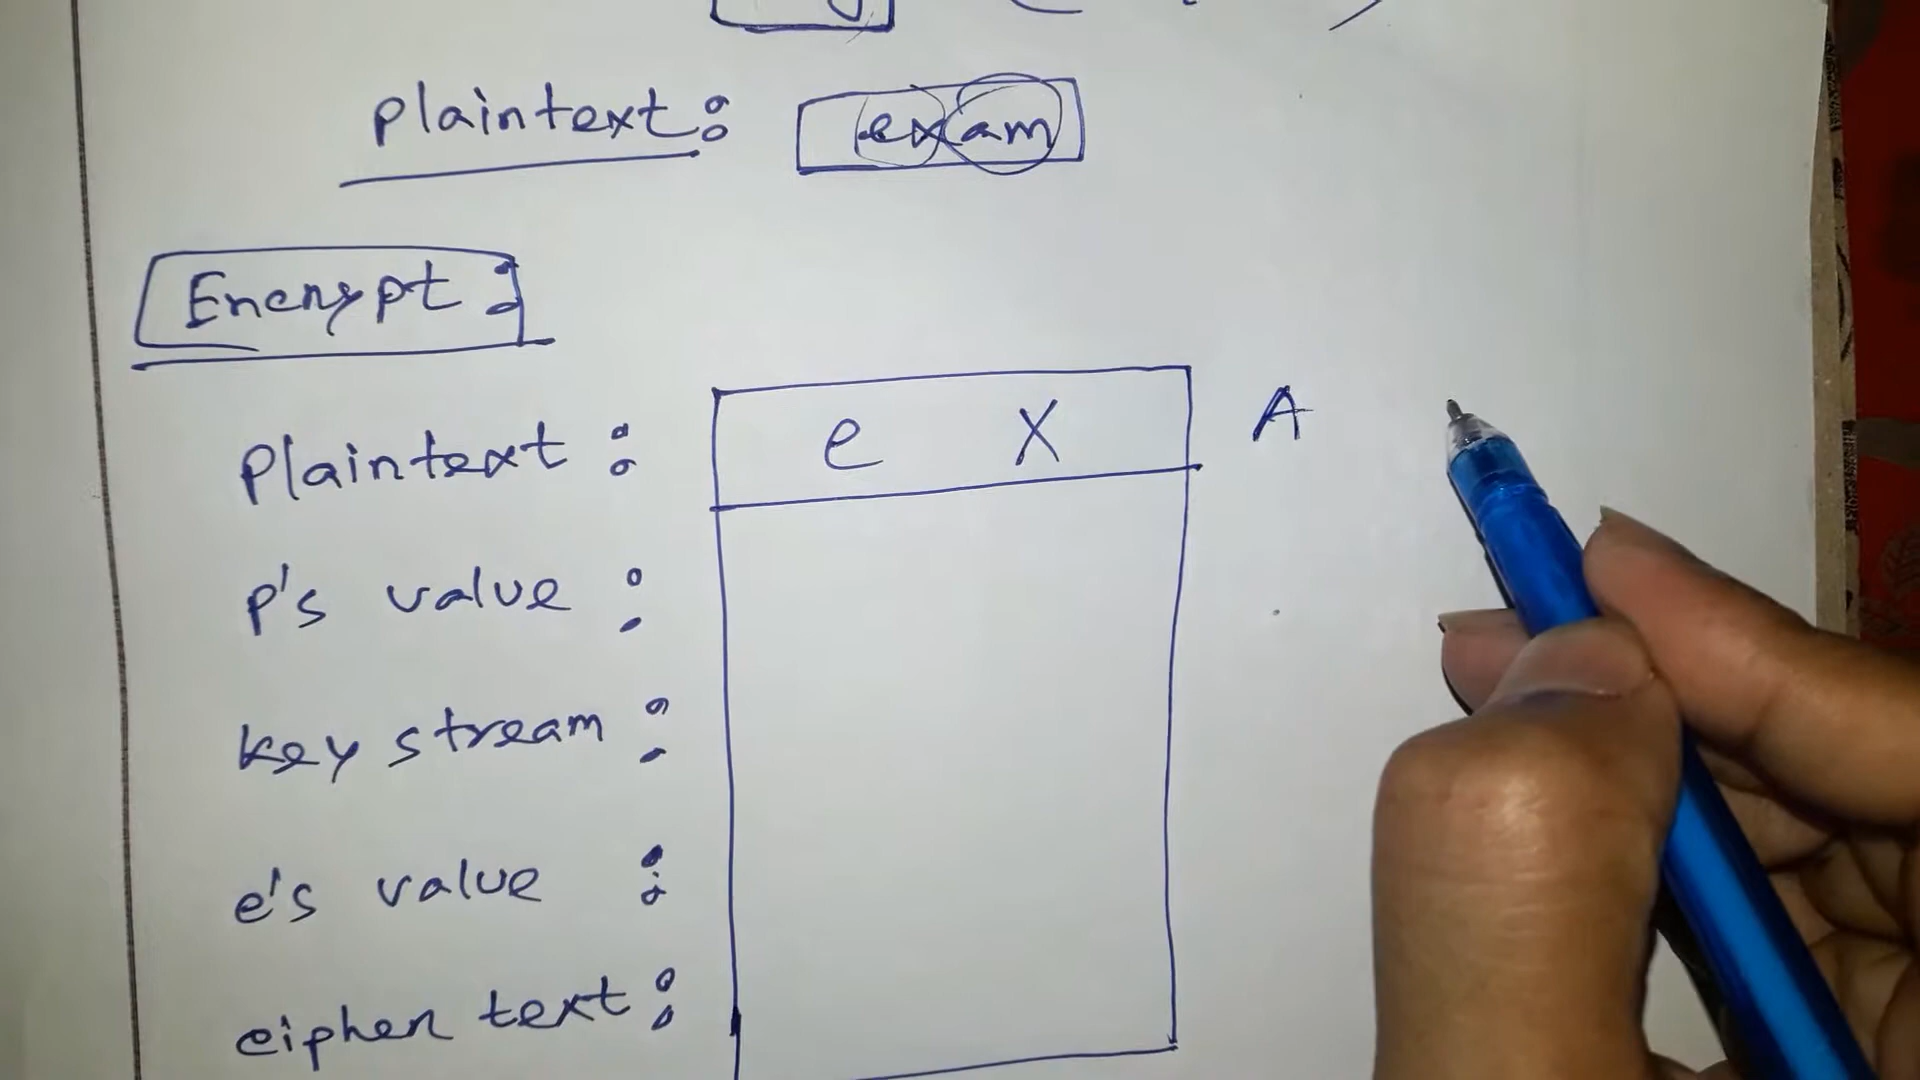 plaintext: exam
Encrypt:
plaintext: e X A
p's value:
key stream:
c's value:
cipher text: